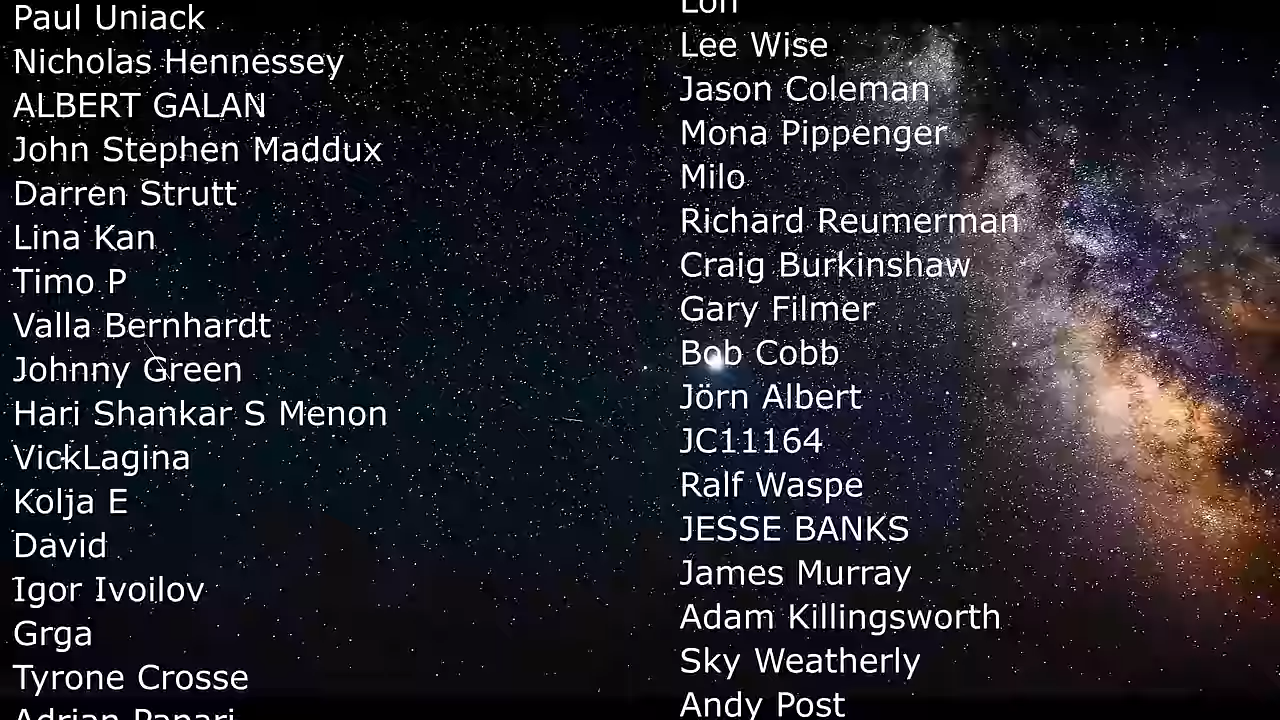 Paul Uniack
Nicholas Hennessey
ALBERT GALAN
John Stephen Maddux
Darren Strutt
Lina Kan
Timo P
Valla Bernhardt
Johnny Green
Hari Shankar S Menon
VickLagina
Kolja E
David
Igor Ivoilov
Grga
Tyrone Crosse
Adrian
Lee Wise
Jason Coleman
Mona Pippenger
Milo
Richard Reumerman
Craig Burkinshaw
Gary Filmer
Bob Cobb
Jörn Albert
JC11164
Ralf Waspe
JESSE BANKS
James Murray
Adam Killingsworth
Sky Weatherly
Andy Post